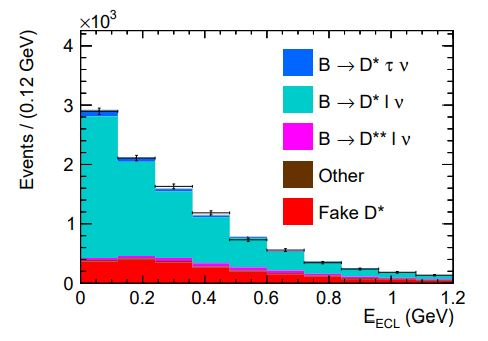 ×10³
Events / (0.12 GeV)
4
3
2
1
0
B → D* τ ν
B → D* l ν
B → D** l ν
Other
Fake D*
0 0.2 0.4 0.6 0.8 1 1.2
E_ECL (GeV)